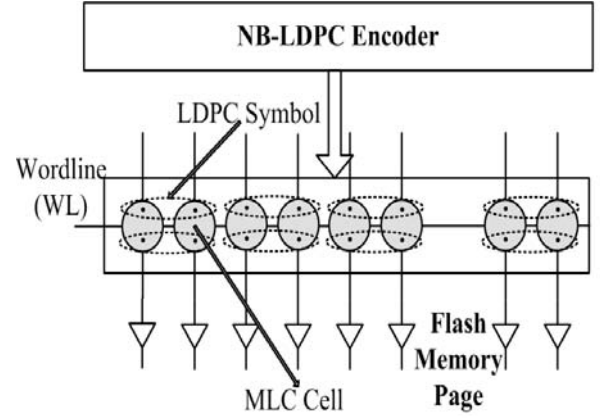 NB-LDPC Encoder
LDPC Symbol
Wordline
(WL)
Flash
Memory
Page
MLC Cell